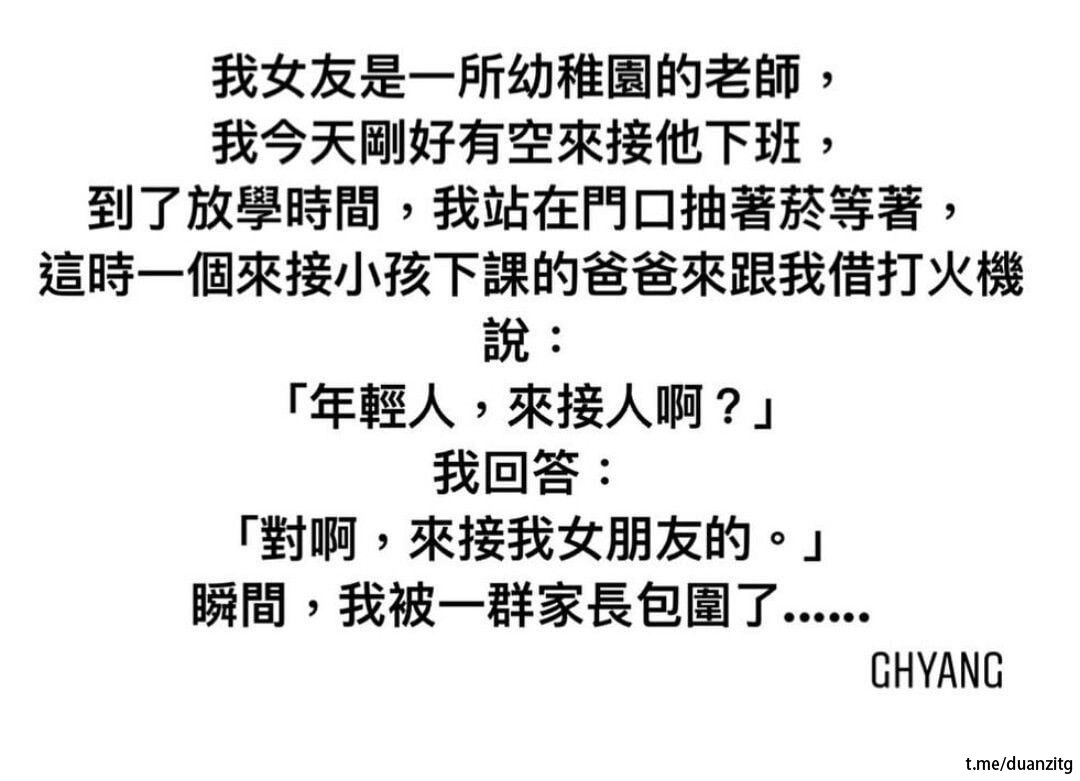 我女友是一所幼稚園的老師，
我今天剛好有空來接他下班，
到了放學時間，我站在門口抽著菸等著，
這時一個來接小孩下課的爸爸來跟我借打火機
說：
「年輕人，來接人啊？」
我回答：
「對啊，來接我女朋友的。」
瞬間，我被一群家長包圍了......
GHYANG
t.me/duanzitg